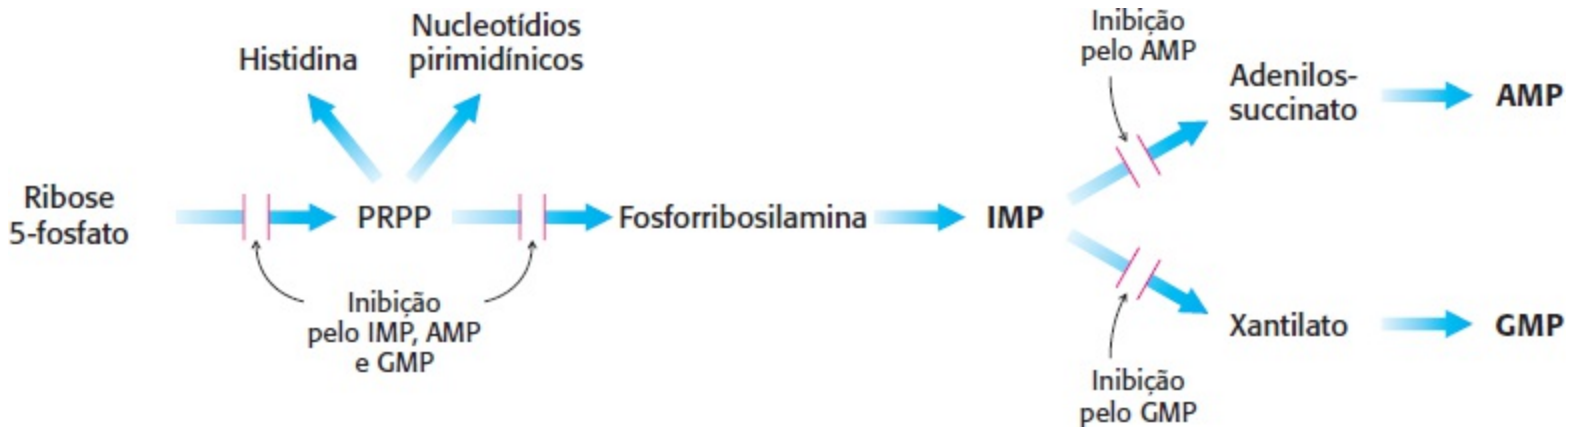 Histidina
Nucleotídios
pirimidínicos
Inibição
pelo AMP
Adenilos-
succinato
AMP
Ribose
5-fosfato
PRPP
Fosforribosilamina
IMP
Inibição
pelo IMP, AMP
e GMP
Xantilato
GMP
Inibição
pelo GMP